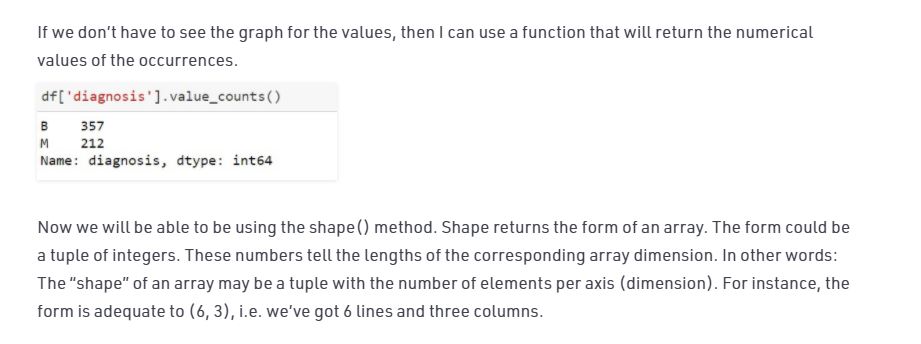 If we don’t have to see the graph for the values, then I can use a function that will return the numerical
values of the occurrences.
df['diagnosis'].value_counts()
B    357
M    212
Name: diagnosis, dtype: int64
Now we will be able to be using the shape() method. Shape returns the form of an array. The form could be
a tuple of integers. These numbers tell the lengths of the corresponding array dimension. In other words:
The “shape” of an array may be a tuple with the number of elements per axis (dimension). For instance, the
form is adequate to (6, 3), i.e. we’ve got 6 lines and three columns.